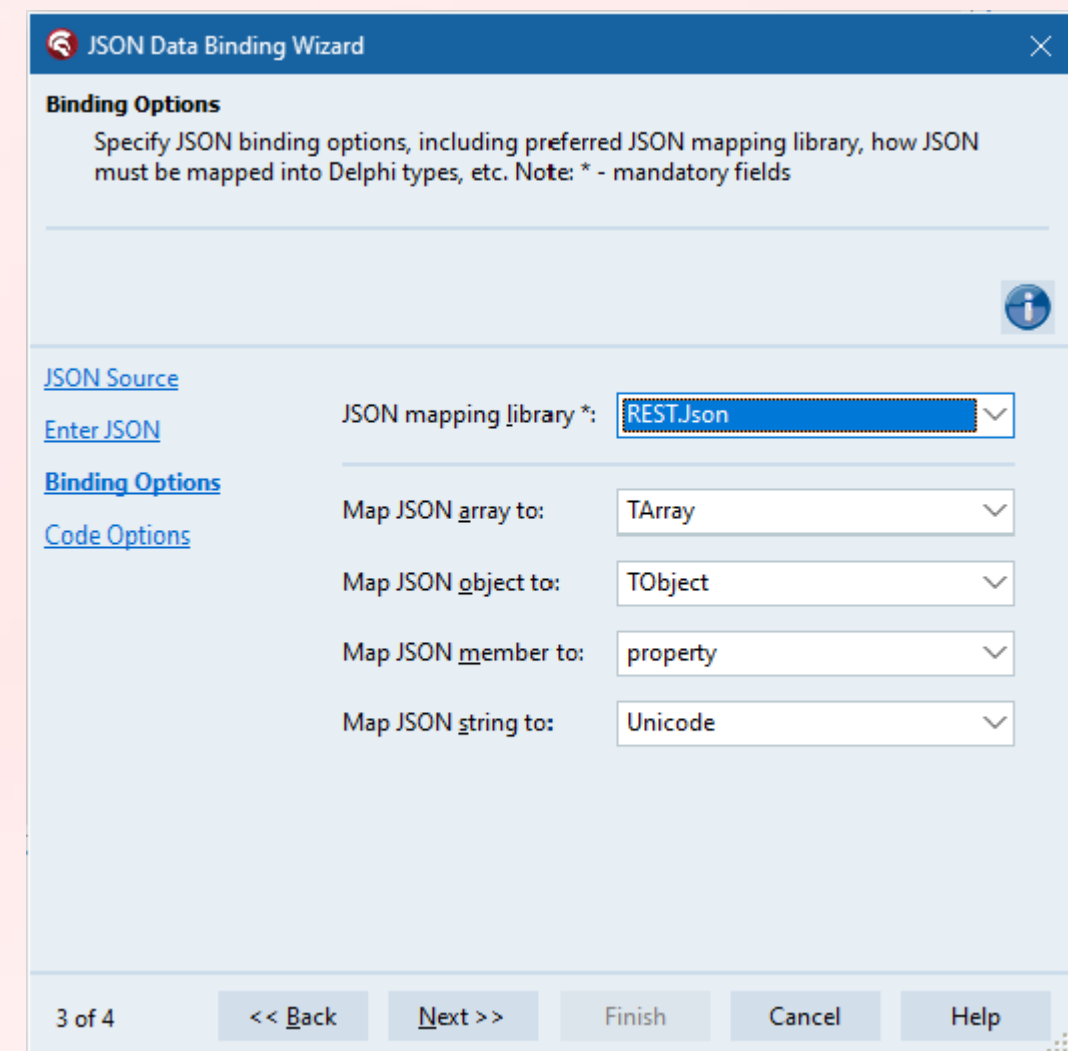 JSON Data Binding Wizard
Binding Options
Specify JSON binding options, including preferred JSON mapping library, how JSON
must be mapped into Delphi types, etc. Note: * - mandatory fields
JSON Source
Enter JSON
Binding Options
Code Options
JSON mapping library *: REST.Json
Map JSON array to: TArray
Map JSON object to: TObject
Map JSON member to: property
Map JSON string to: Unicode
3 of 4 << Back Next >> Finish Cancel Help